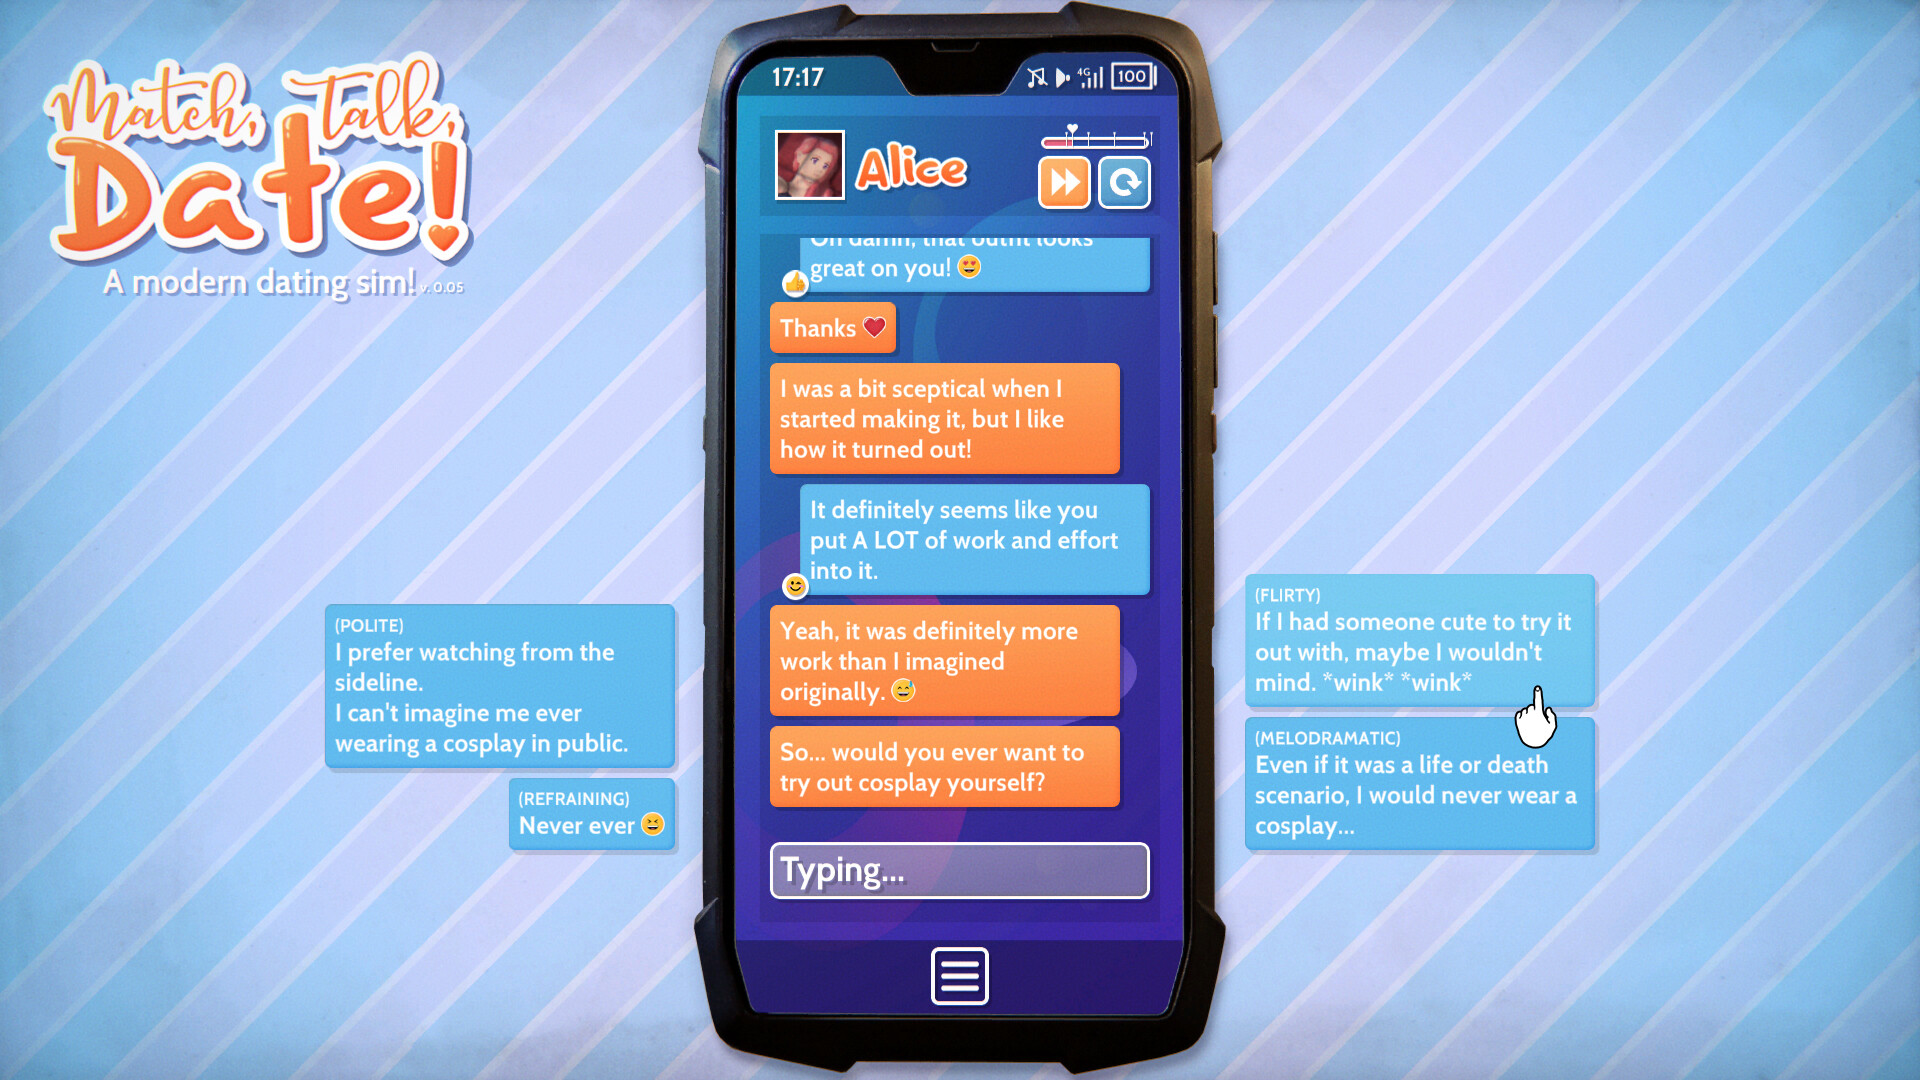 Match, Talk,
Date!
A modern dating sim! v. 0.05
17:17
4G
100
Alice
Oh damn, that outfit looks
great on you! 😍
Thanks ❤️
I was a bit sceptical when I
started making it, but I like
how it turned out!
It definitely seems like you
put A LOT of work and effort
into it.
Yeah, it was definitely more
work than I imagined
originally. 😅
So... would you ever want to
try out cosplay yourself?
Typing...
(POLITE)
I prefer watching from the
sideline.
I can't imagine me ever
wearing a cosplay in public.
(REFRAINING)
Never ever 😆
(FLIRTY)
If I had someone cute to try it
out with, maybe I wouldn't
mind. *wink* *wink*
(MELODRAMATIC)
Even if it was a life or death
scenario, I would never wear a
cosplay...